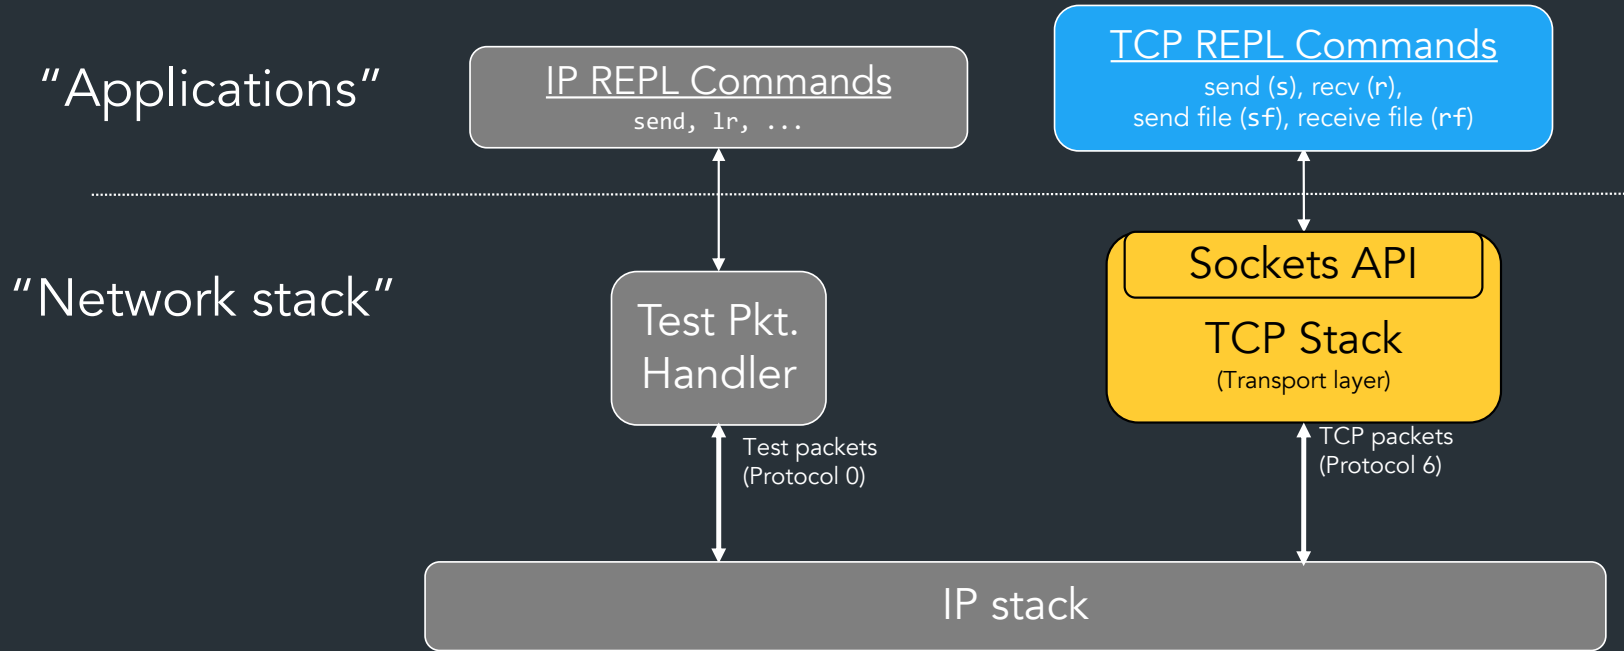 “Applications”
IP REPL Commands
send, lr, ...
TCP REPL Commands
send (s), recv (r),
send file (sf), receive file (rf)
“Network stack”
Test Pkt.
Handler
Sockets API
TCP Stack
(Transport layer)
Test packets
(Protocol 0)
TCP packets
(Protocol 6)
IP stack